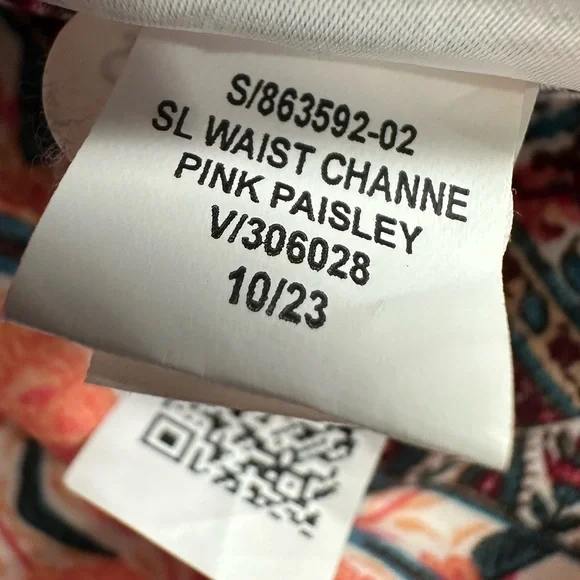 S/863592-02
SL WAIST CHANNE
PINK PAISLEY
V/306028
10/23